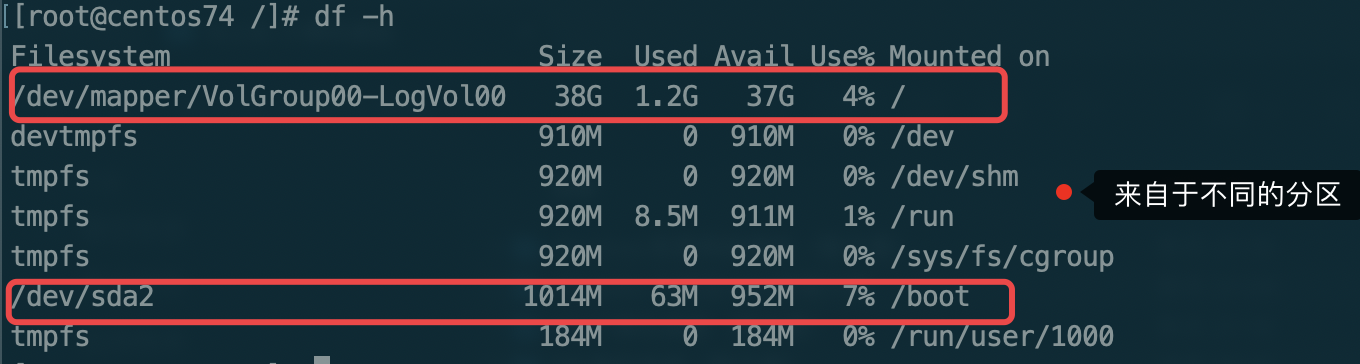 [[root@centos74 /]# df -h
Filesystem Size Used Avail Use% Mounted on
/dev/mapper/VolGroup00-LogVol00 38G 1.2G 37G 4% /
devtmpfs 910M 0 910M 0% /dev
tmpfs 920M 0 920M 0% /dev/shm
来自于不同的分区
tmpfs 920M 8.5M 911M 1% /run
tmpfs 920M 0 920M 0% /sys/fs/cgroup
/dev/sda2 1014M 63M 952M 7% /boot
tmpfs 184M 0 184M 0% /run/user/1000